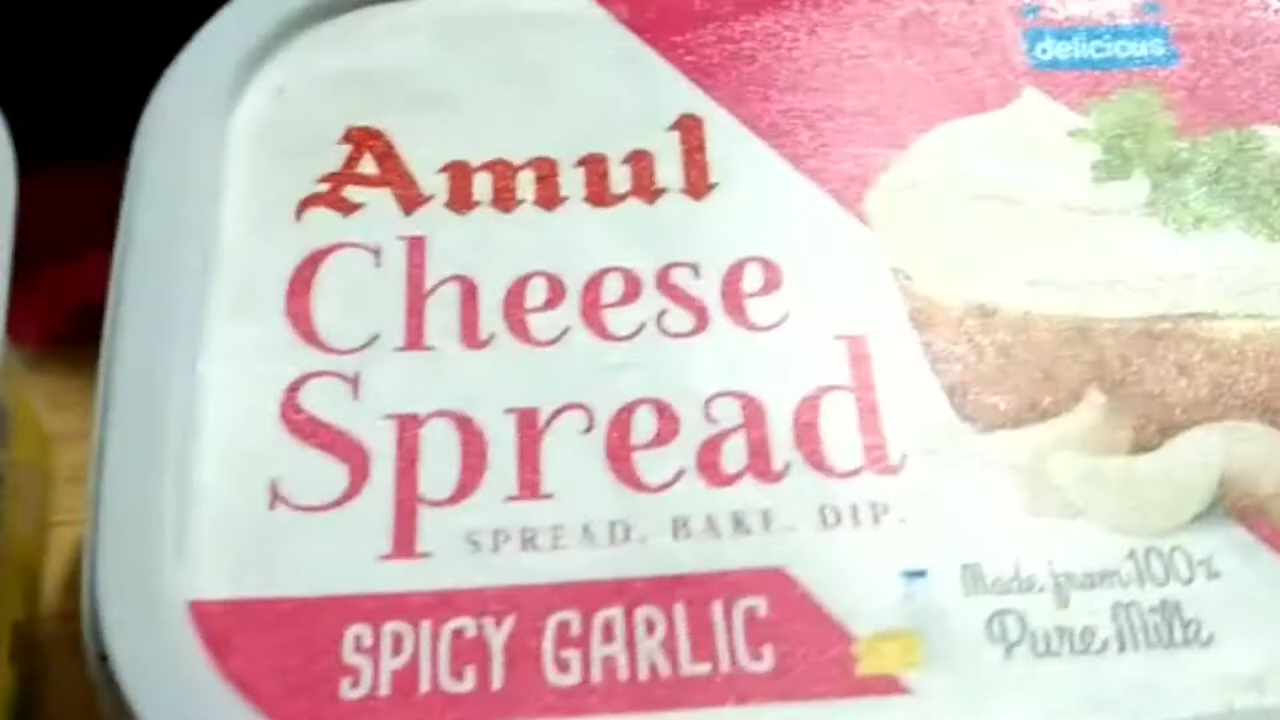 delicious
Amul
Cheese
Spread
SPREAD. BAKE. DIP.
SPICY GARLIC
Made from 100%
Pure Milk